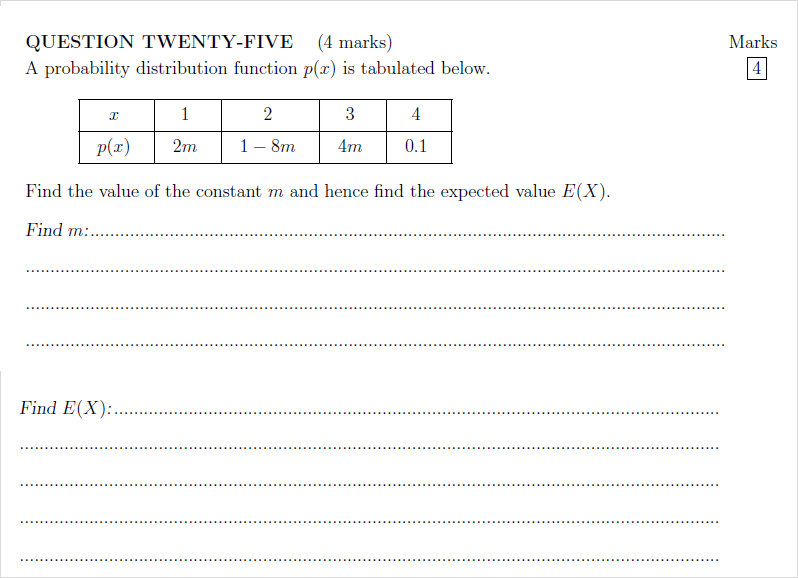 QUESTION TWENTY-FIVE (4 marks) Marks
A probability distribution function p(x) is tabulated below. 4
x 1 2 3 4
p(x) 2m 1 − 8m 4m 0.1
Find the value of the constant m and hence find the expected value E(X).
Find m:
Find E(X):